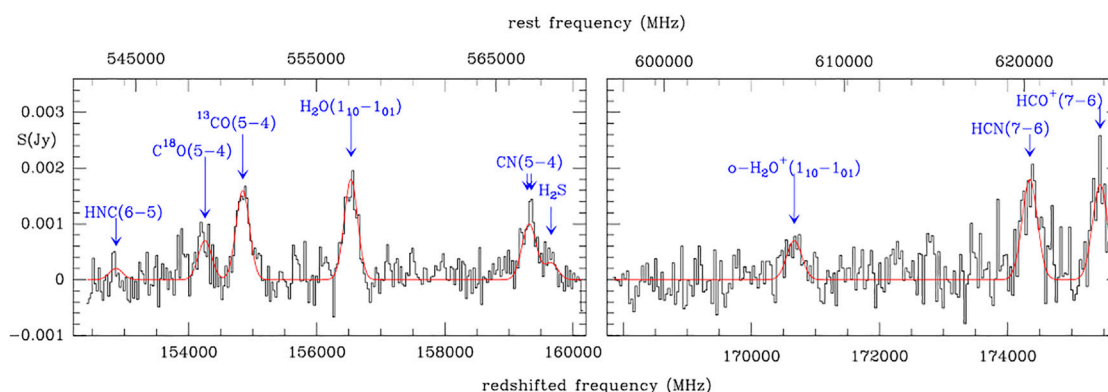 rest frequency (MHz)
545000 555000 565000 600000 610000 620000
0.003
0.002
0.001
0
−0.001
S(Jy)
HNC(6−5)
C¹⁸O(5−4)
¹³CO(5−4)
H₂O(1₁₀−1₀₁)
CN(5−4)
H₂S
o−H₂O⁺(1₁₀−1₀₁)
HCN(7−6)
HCO⁺(7−6)
154000 156000 158000 160000 170000 172000 174000
redshifted frequency (MHz)